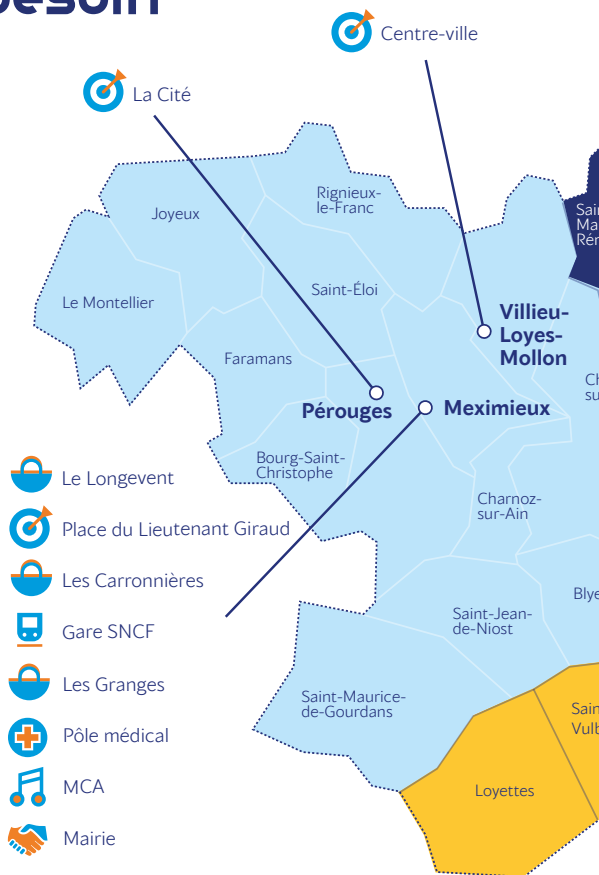 Centre-ville
La Cité
Rignieux-
le-Franc
Joyeux
Saint-Éloi
Le Montellier
Villieu-
Loyes-
Mollon
Faramans
Pérouges
Meximieux
Bourg-Saint-
Christophe
Charnoz-
sur-Ain
Le Longevent
Place du Lieutenant Giraud
Les Carronnières
Gare SNCF
Les Granges
Pôle médical
MCA
Mairie
Saint-Jean-
de-Niost
Saint-Maurice-
de-Gourdans
Loyettes